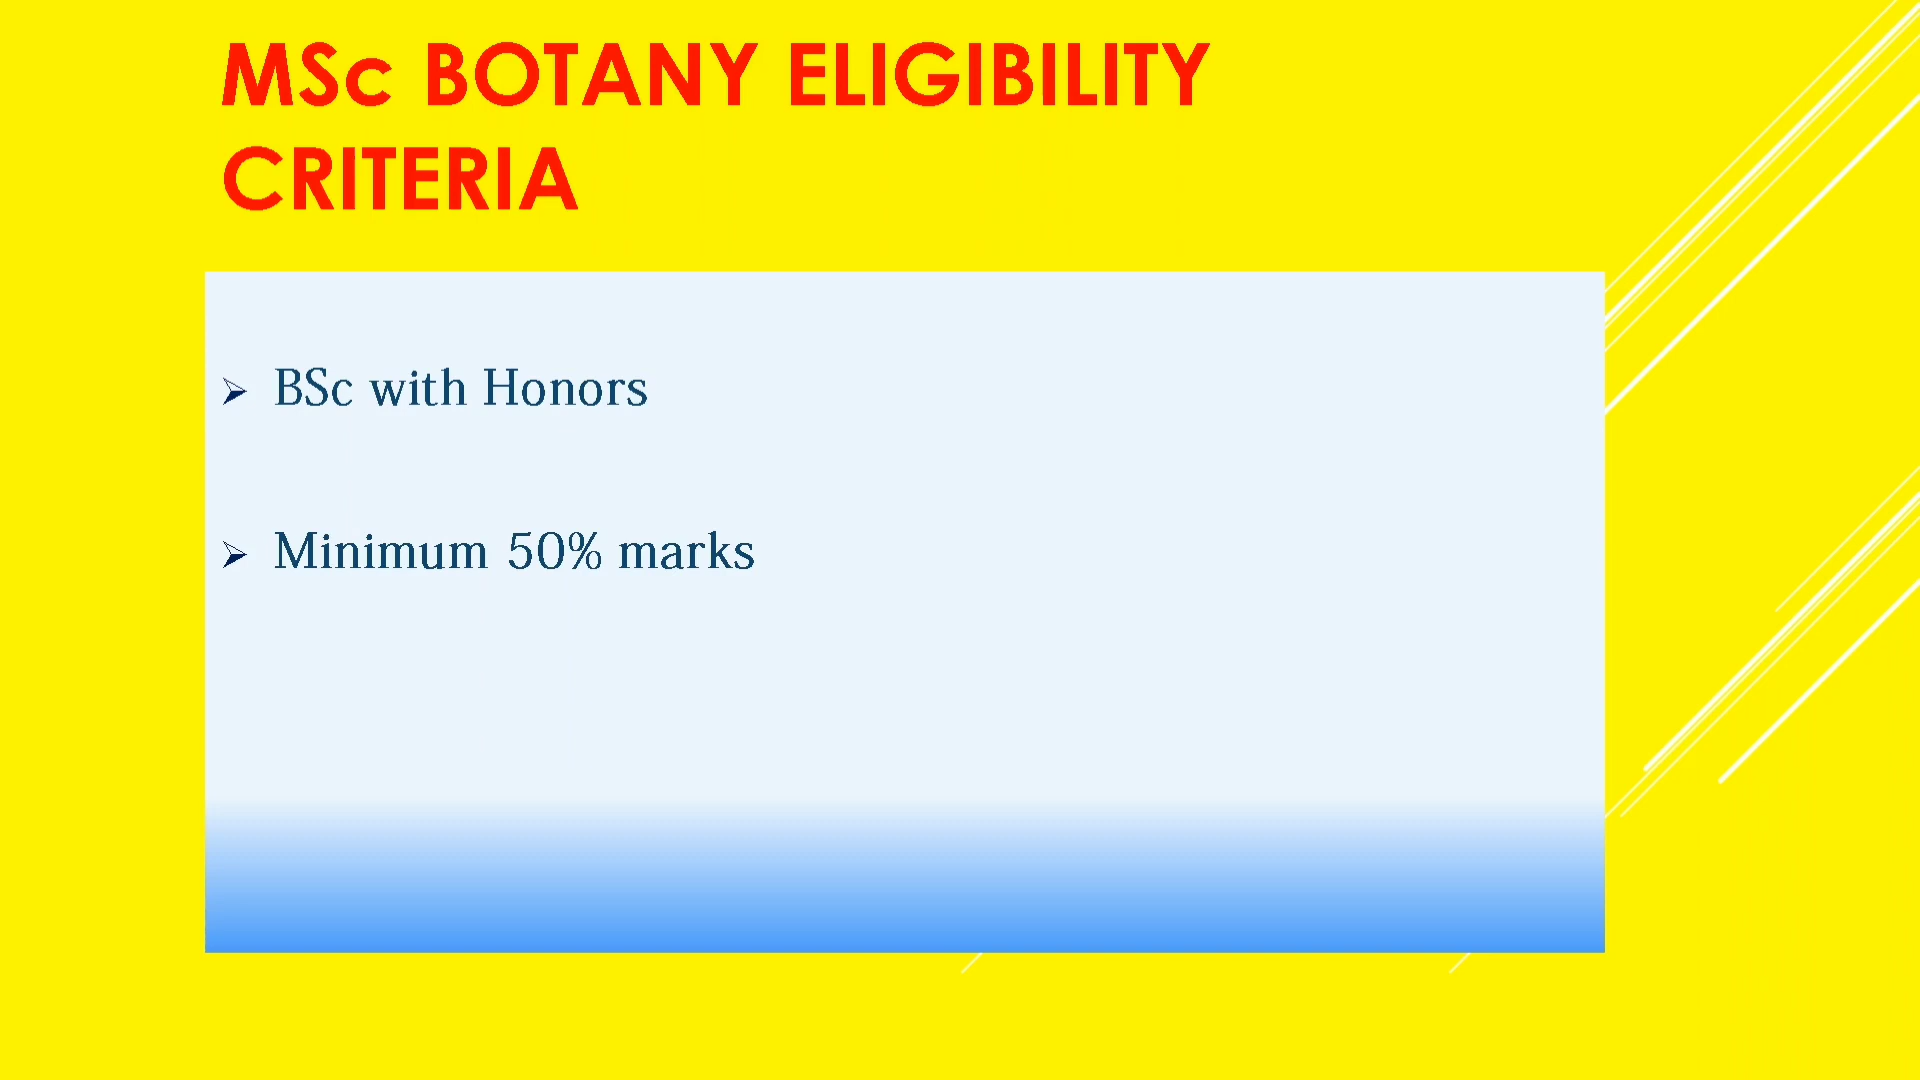 MSc BOTANY ELIGIBILITY
CRITERIA
➢ BSc with Honors
➢ Minimum 50% marks